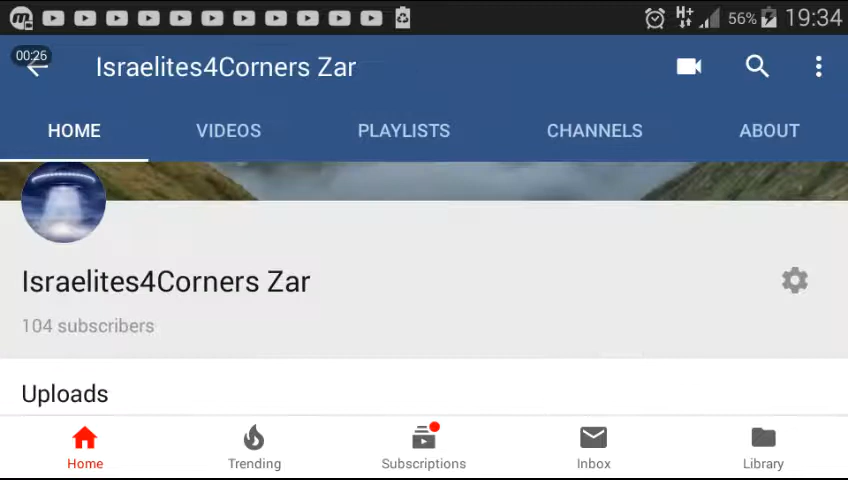 H+ 56% 19:34
00:26
Israelites4Corners Zar
HOME VIDEOS PLAYLISTS CHANNELS ABOUT
Israelites4Corners Zar
104 subscribers
Uploads
Home Trending Subscriptions Inbox Library